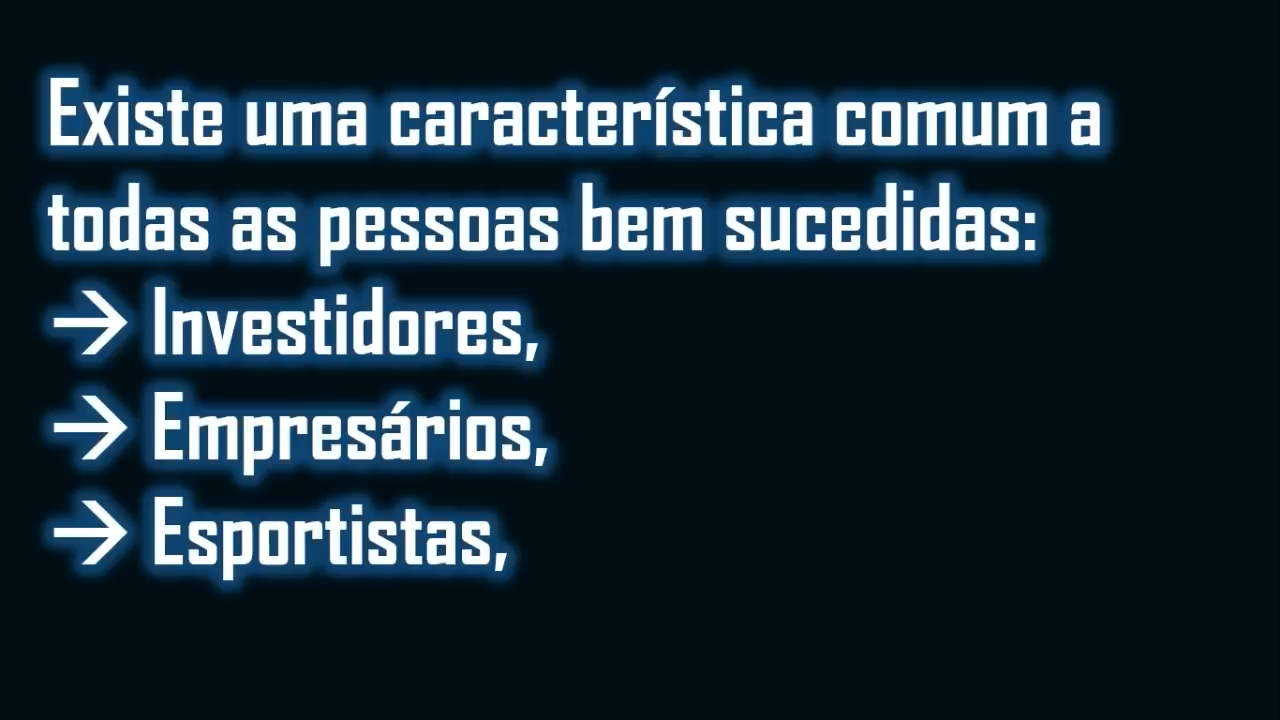 Existe uma característica comum a
todas as pessoas bem sucedidas:
→ Investidores,
→ Empresários,
→ Esportistas,